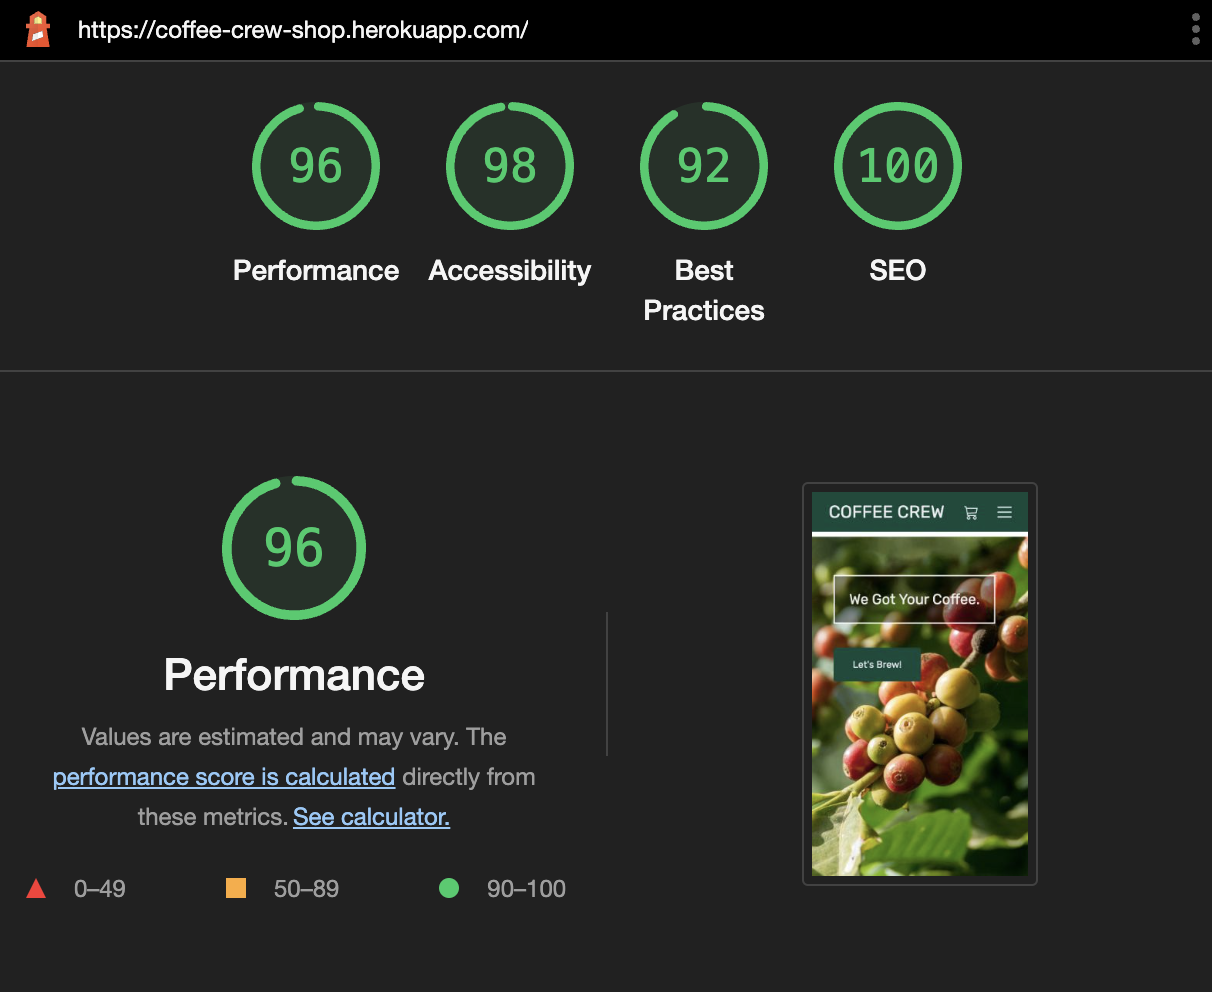 https://coffee-crew-shop.herokuapp.com/
96
98
92
100
Performance
Accessibility
Best
Practices
SEO
96
Performance
Values are estimated and may vary. The
performance score is calculated directly from
these metrics. See calculator.
0–49
50–89
90–100
COFFEE CREW
We Got Your Coffee.
Let's Brew!